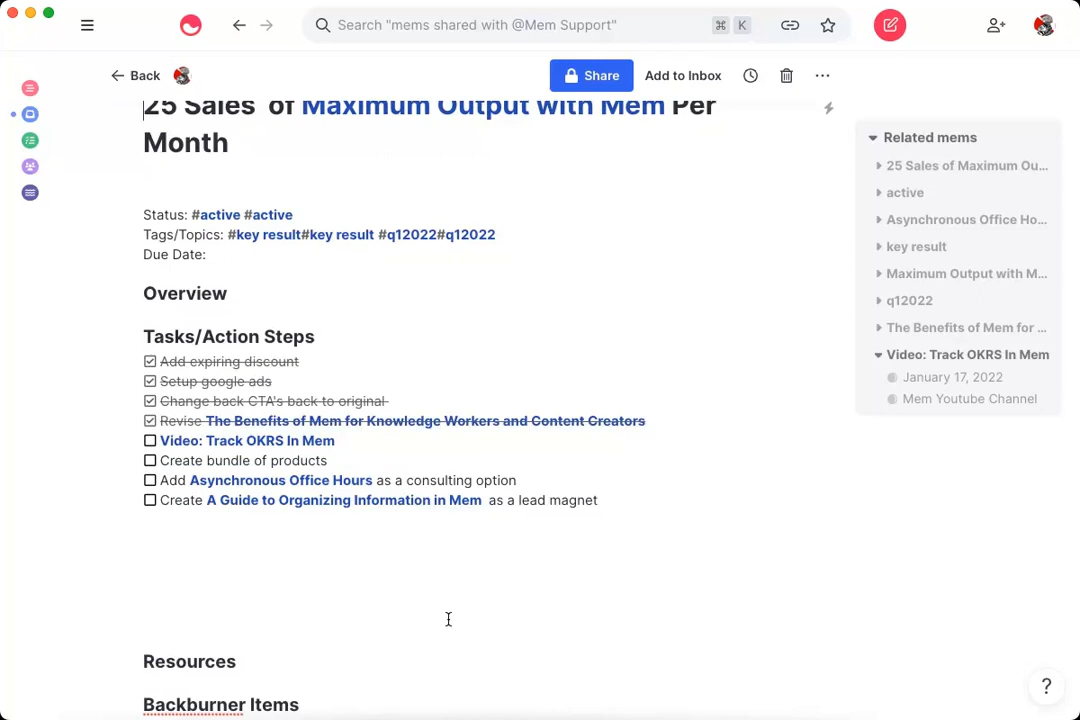 Search "mems shared with @Mem Support" ⌘ K
Back Share Add to Inbox
25 Sales of Maximum Output with Mem Per
Month
Status: #active #active
Tags/Topics: #key result#key result #q12022#q12022
Due Date:
Overview
Tasks/Action Steps
Add expiring discount
Setup google ads
Change back CTA's back to original
Revise The Benefits of Mem for Knowledge Workers and Content Creators
Video: Track OKRS In Mem
Create bundle of products
Add Asynchronous Office Hours as a consulting option
Create A Guide to Organizing Information in Mem as a lead magnet
Resources
Backburner Items
Related mems
25 Sales of Maximum Ou...
active
Asynchronous Office Ho...
key result
Maximum Output with M...
q12022
The Benefits of Mem for ...
Video: Track OKRS In Mem
January 17, 2022
Mem Youtube Channel
?